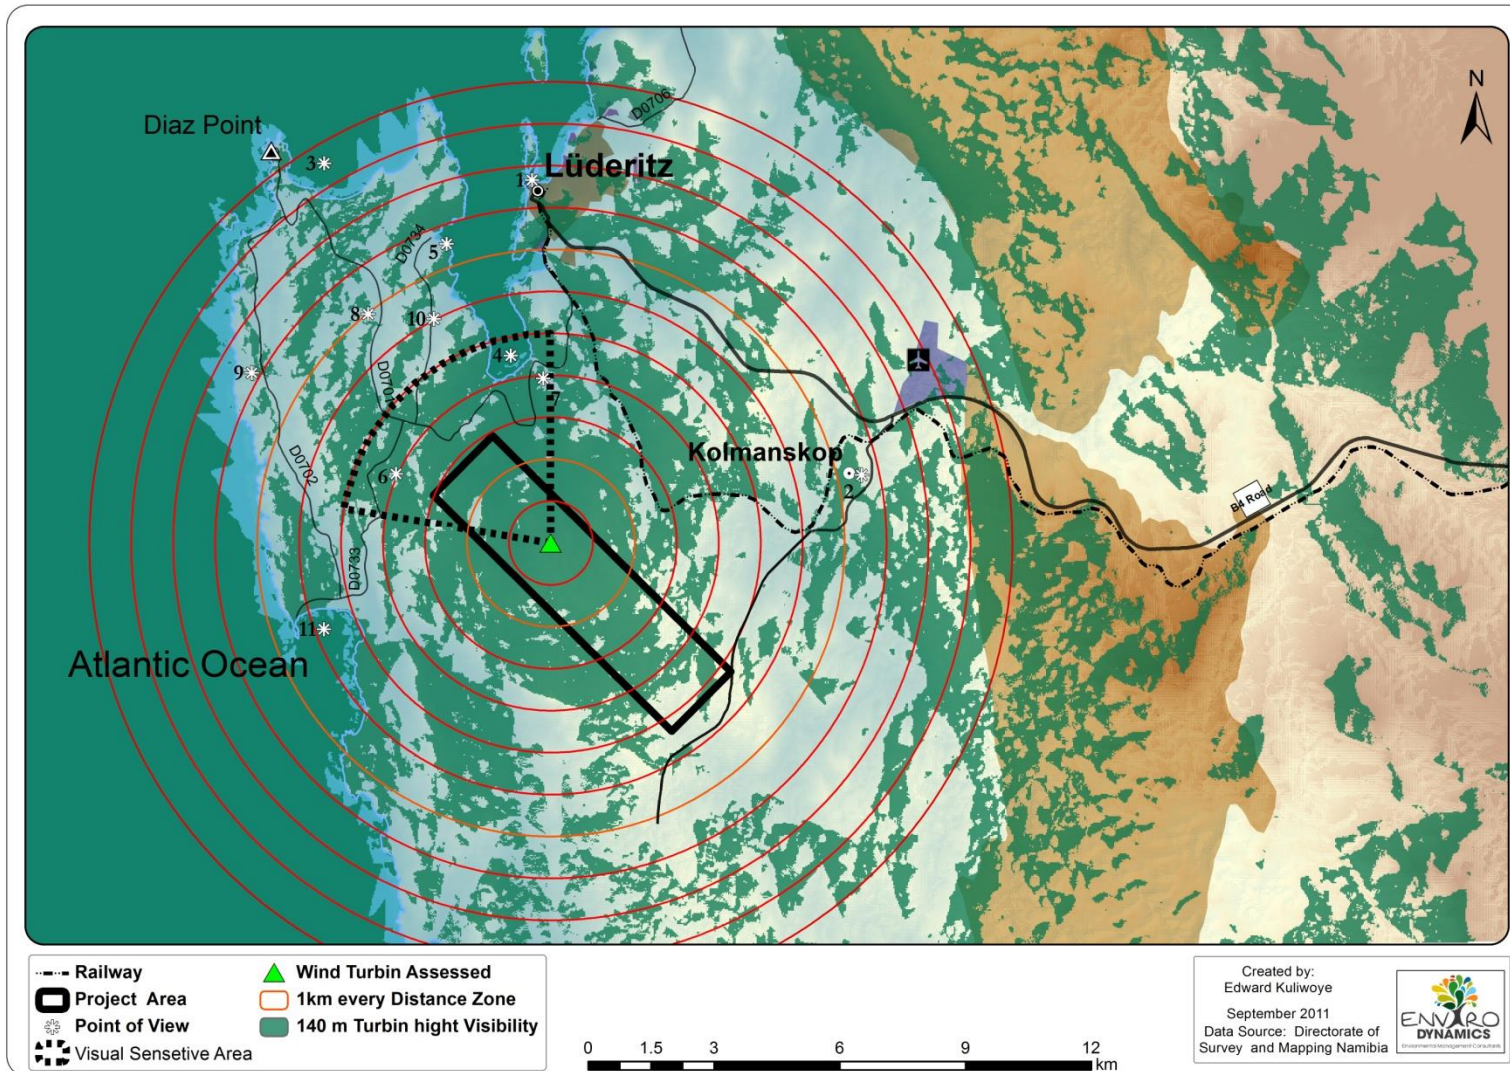 N
Diaz Point
D0706
3
Lüderitz
1
D0734
5
8
10
4
9
D0701
7
Kolmanskop
D0702
6
2
B4 Road
D0733
11
Atlantic Ocean
Railway
Project Area
Point of View
Visual Sensetive Area
Wind Turbin Assessed
1km every Distance Zone
140 m Turbin hight Visibility
0 1.5 3 6 9 12
km
Created by:
Edward Kuliwoye
September 2011
Data Source: Directorate of
Survey and Mapping Namibia
ENVIRO
DYNAMICS
Environmental Management Consultants